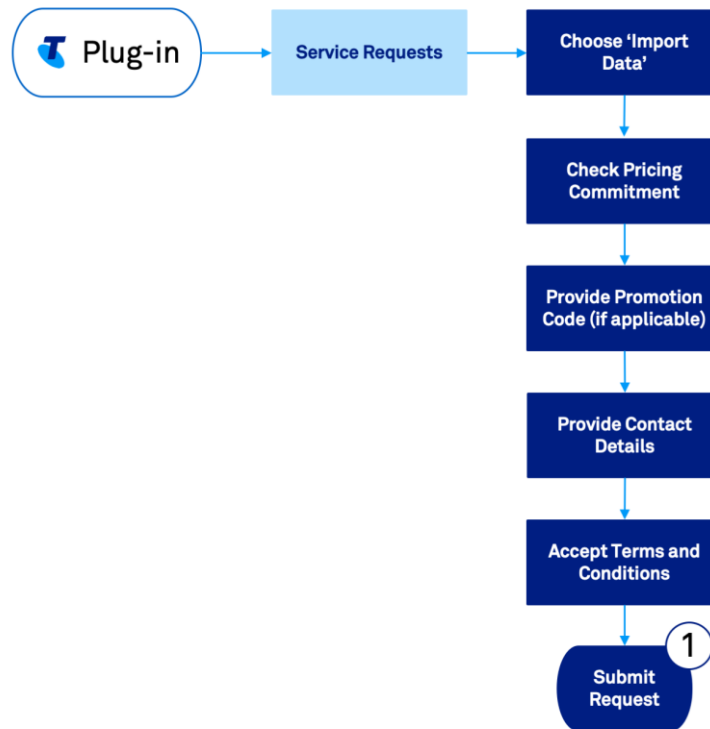 T Plug-in
Service Requests
Choose ‘Import
Data’
Check Pricing
Commitment
Provide Promotion
Code (if applicable)
Provide Contact
Details
Accept Terms and
Conditions
1
Submit
Request